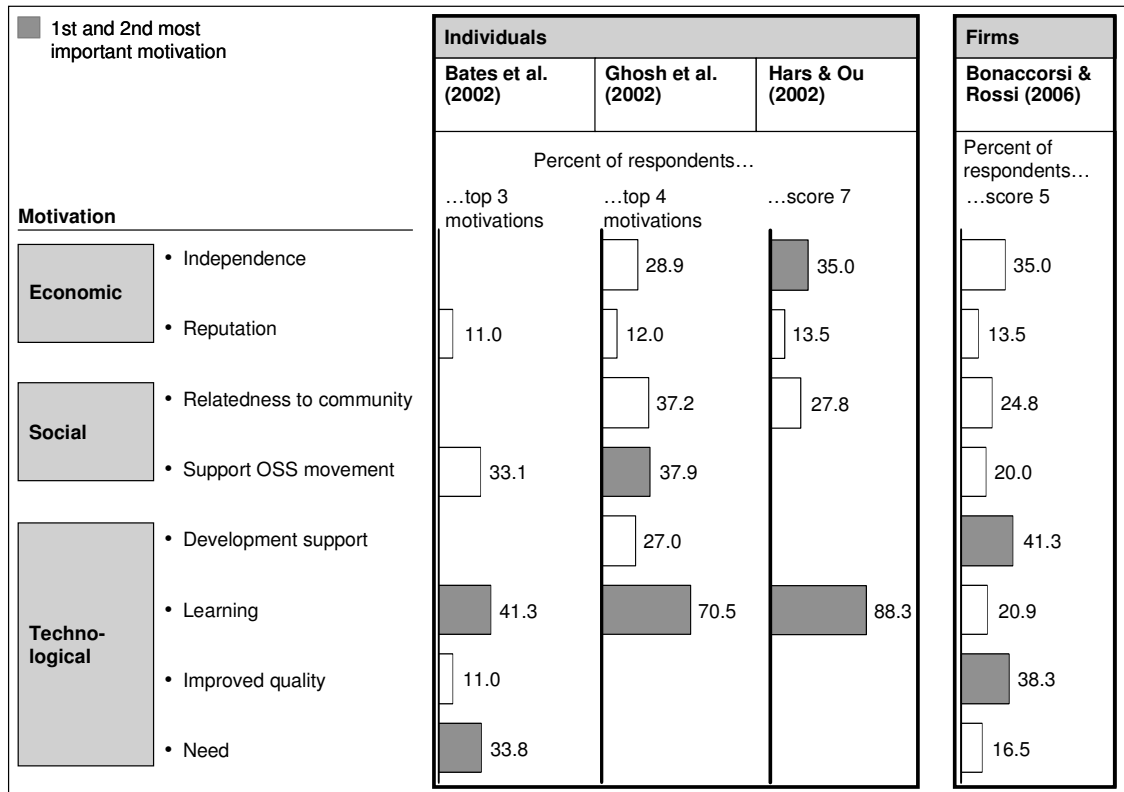 1st and 2nd most
important motivation
Individuals
Firms
Bates et al.
(2002)
Ghosh et al.
(2002)
Hars & Ou
(2002)
Bonaccorsi &
Rossi (2006)
Percent of respondents…
Percent of
respondents…
…top 3
motivations
…top 4
motivations
…score 7
…score 5
Motivation
Economic
• Independence
28.9
35.0
35.0
• Reputation
11.0
12.0
13.5
13.5
Social
• Relatedness to community
37.2
27.8
24.8
• Support OSS movement
33.1
37.9
20.0
Techno-
logical
• Development support
27.0
41.3
• Learning
41.3
70.5
88.3
20.9
• Improved quality
11.0
38.3
• Need
33.8
16.5